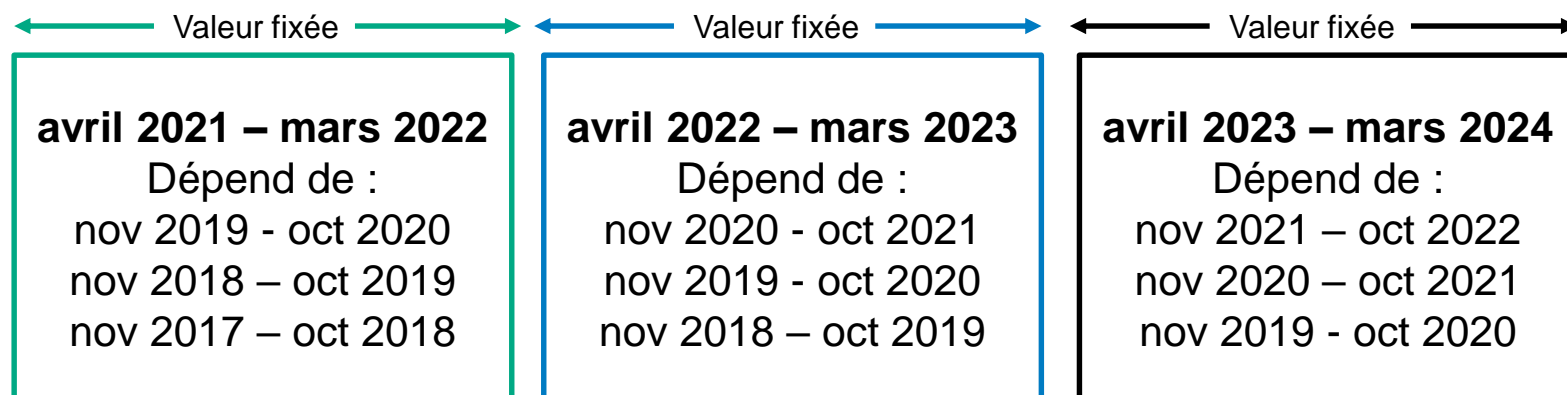 Valeur fixée
Valeur fixée
Valeur fixée
avril 2021 – mars 2022
Dépend de :
nov 2019 - oct 2020
nov 2018 – oct 2019
nov 2017 – oct 2018
avril 2022 – mars 2023
Dépend de :
nov 2020 - oct 2021
nov 2019 - oct 2020
nov 2018 – oct 2019
avril 2023 – mars 2024
Dépend de :
nov 2021 – oct 2022
nov 2020 – oct 2021
nov 2019 - oct 2020